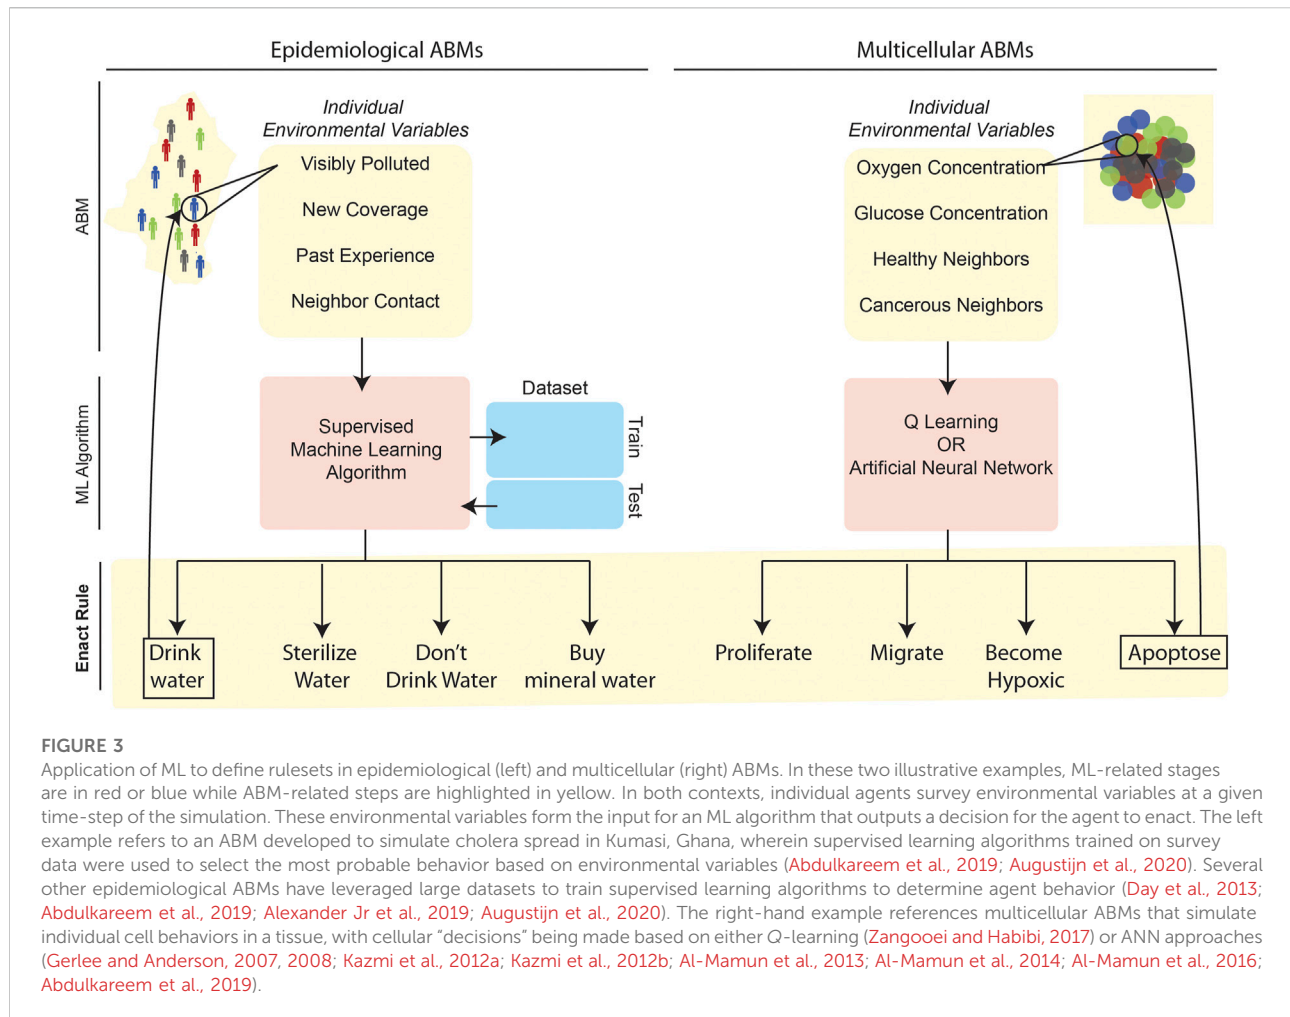 Epidemiological ABMs
Multicellular ABMs
ABM
Individual
Environmental Variables
Visibly Polluted
New Coverage
Past Experience
Neighbor Contact
Individual
Environmental Variables
Oxygen Concentration
Glucose Concentration
Healthy Neighbors
Cancerous Neighbors
ML Algorithm
Supervised
Machine Learning
Algorithm
Dataset
Train
Test
Q Learning
OR
Artificial Neural Network
Enact Rule
Drink
water
Sterilize
Water
Don't
Drink Water
Buy
mineral water
Proliferate
Migrate
Become
Hypoxic
Apoptose
FIGURE 3
Application of ML to define rulesets in epidemiological (left) and multicellular (right) ABMs. In these two illustrative examples, ML-related stages
are in red or blue while ABM-related steps are highlighted in yellow. In both contexts, individual agents survey environmental variables at a given
time-step of the simulation. These environmental variables form the input for an ML algorithm that outputs a decision for the agent to enact. The left
example refers to an ABM developed to simulate cholera spread in Kumasi, Ghana, wherein supervised learning algorithms trained on survey
data were used to select the most probable behavior based on environmental variables (Abdulkareem et al., 2019; Augustijn et al., 2020). Several
other epidemiological ABMs have leveraged large datasets to train supervised learning algorithms to determine agent behavior (Day et al., 2013;
Abdulkareem et al., 2019; Alexander Jr et al., 2019; Augustijn et al., 2020). The right-hand example references multicellular ABMs that simulate
individual cell behaviors in a tissue, with cellular “decisions” being made based on either Q-learning (Zangooei and Habibi, 2017) or ANN approaches
(Gerlee and Anderson, 2007, 2008; Kazmi et al., 2012a; Kazmi et al., 2012b; Al-Mamun et al., 2013; Al-Mamun et al., 2014; Al-Mamun et al., 2016;
Abdulkareem et al., 2019).